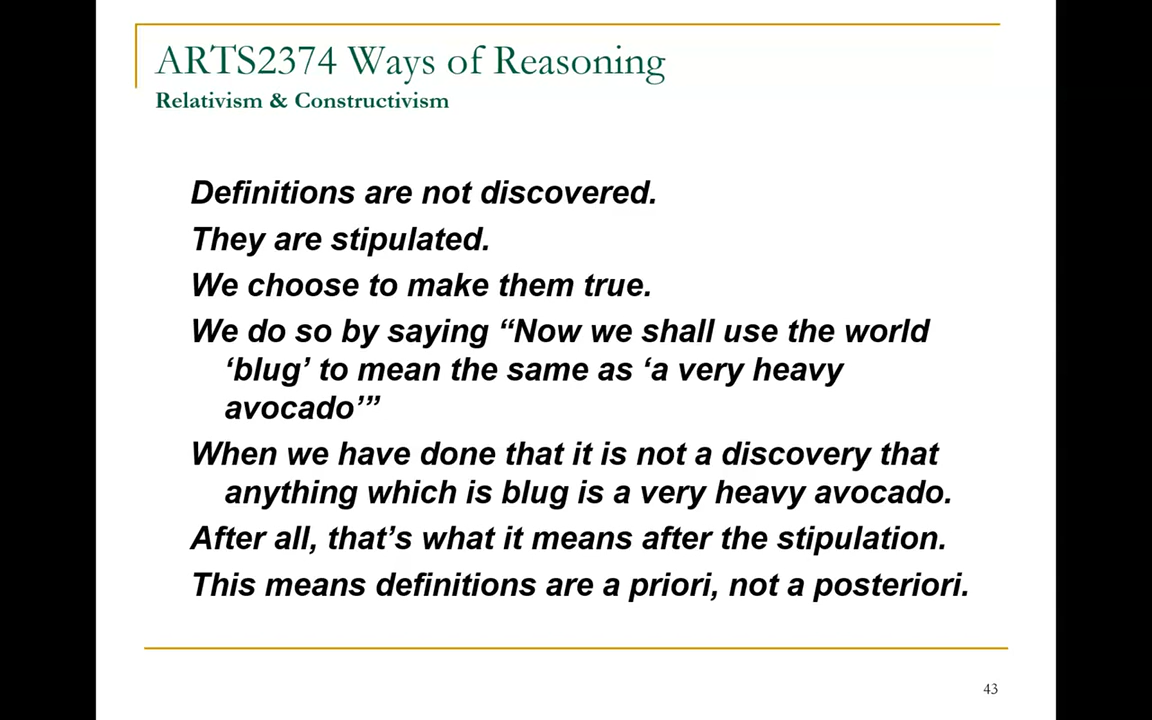 ARTS2374 Ways of Reasoning
Relativism & Constructivism
Definitions are not discovered.
They are stipulated.
We choose to make them true.
We do so by saying “Now we shall use the world
‘blug’ to mean the same as ‘a very heavy
avocado’”
When we have done that it is not a discovery that
anything which is blug is a very heavy avocado.
After all, that’s what it means after the stipulation.
This means definitions are a priori, not a posteriori.
43